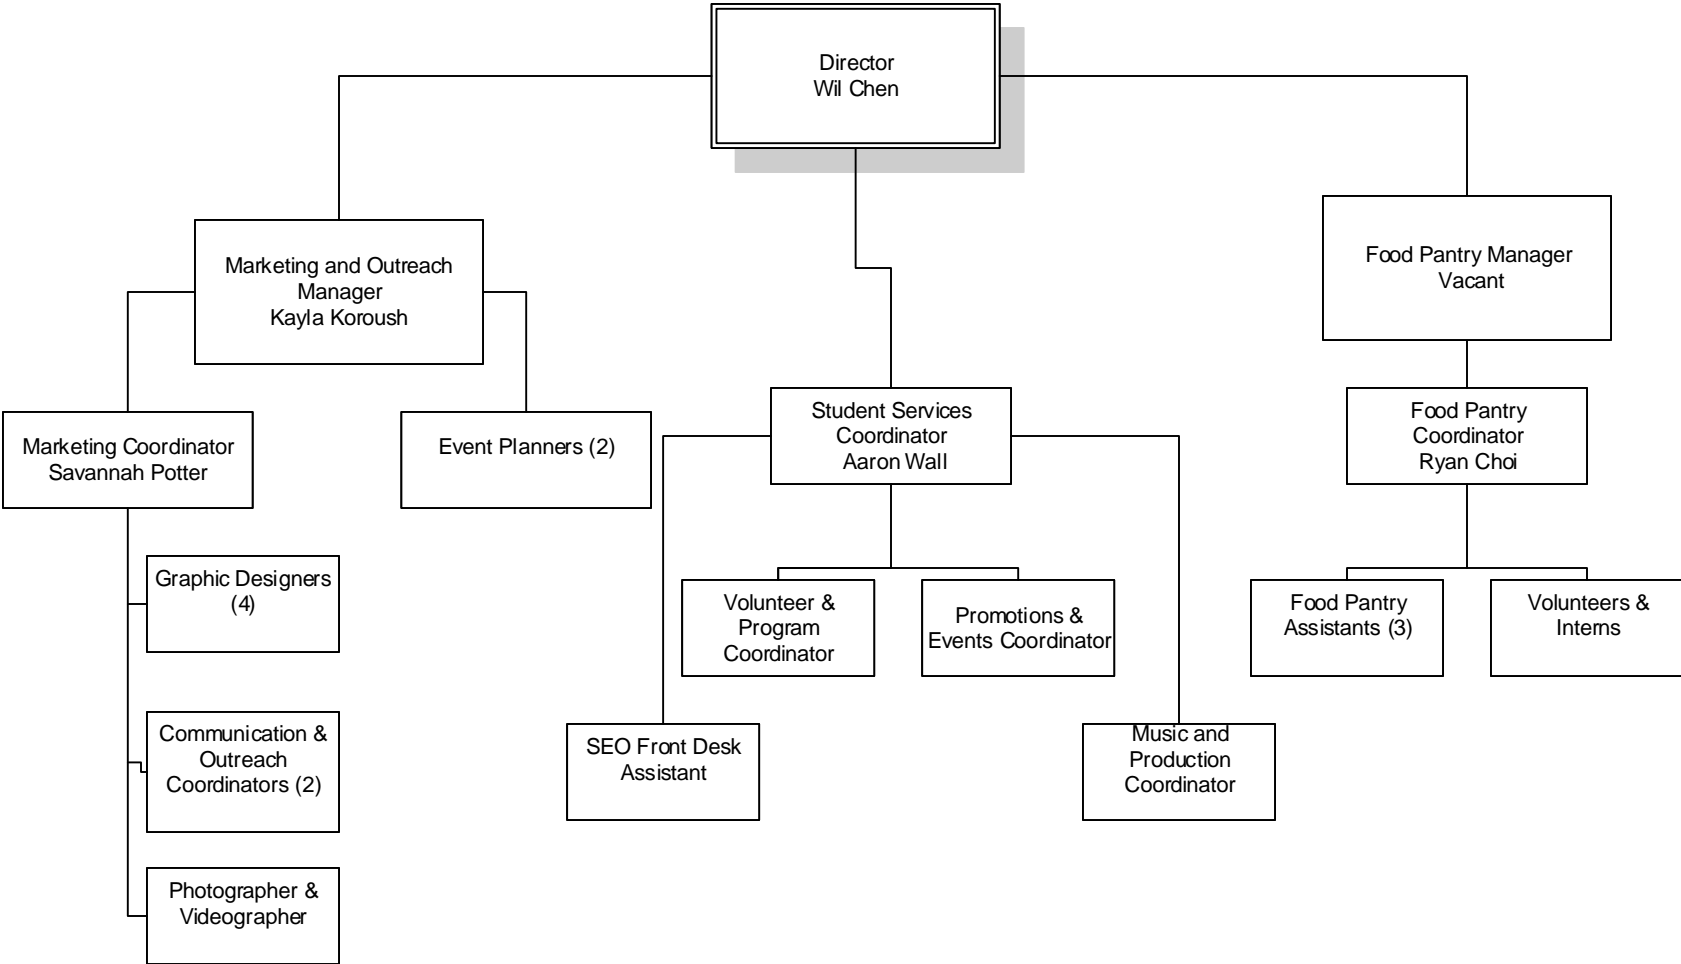 Director
Wil Chen
Marketing and Outreach
Manager
Kayla Koroush
Food Pantry Manager
Vacant
Marketing Coordinator
Savannah Potter
Event Planners (2)
Student Services
Coordinator
Aaron Wall
Food Pantry
Coordinator
Ryan Choi
Graphic Designers
(4)
Volunteer &
Program
Coordinator
Promotions &
Events Coordinator
Food Pantry
Assistants (3)
Volunteers &
Interns
Communication &
Outreach
Coordinators (2)
SEO Front Desk
Assistant
Music and
Production
Coordinator
Photographer &
Videographer